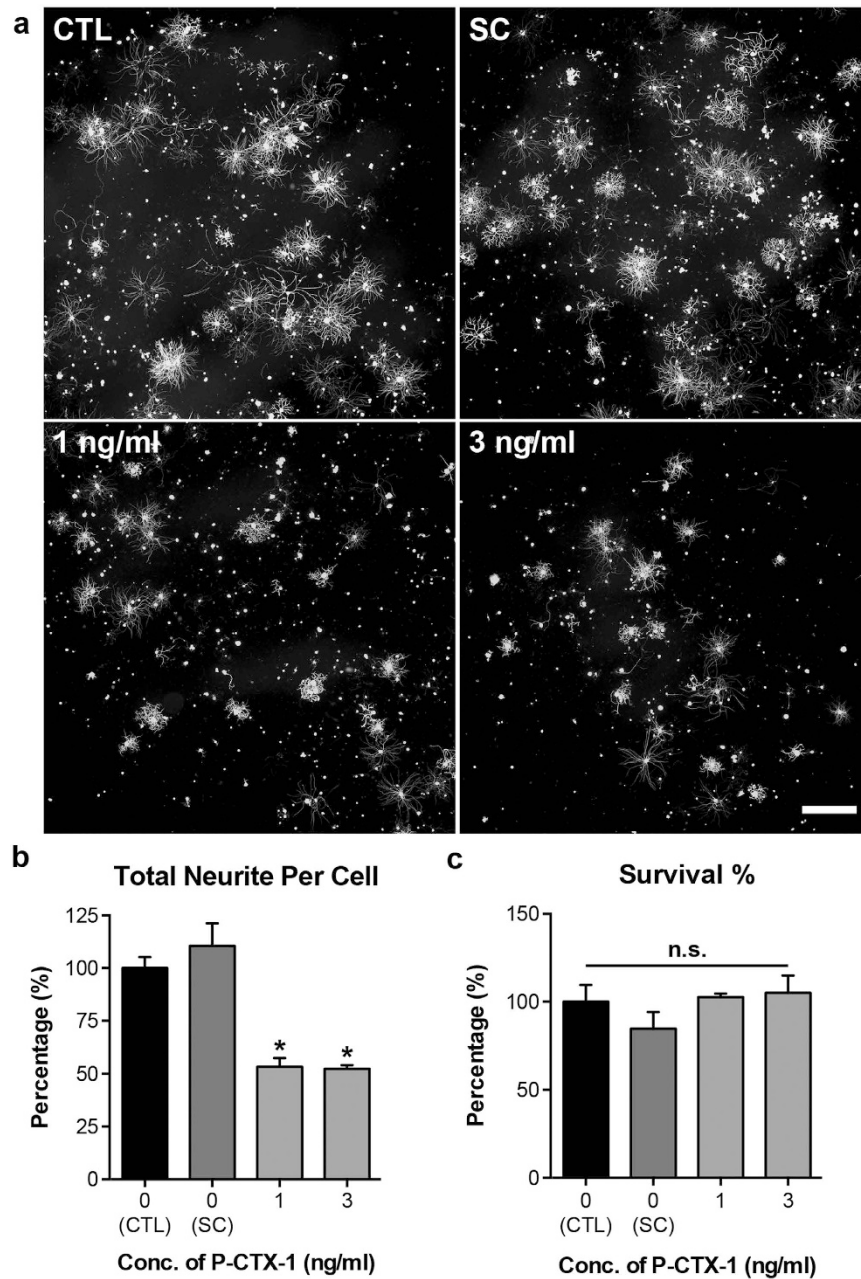 a
CTL
SC
1 ng/ml
3 ng/ml
b
Total Neurite Per Cell
Percentage (%)
125
100
75
50
25
0
*
*
0
(CTL)
0
(SC)
1
3
Conc. of P-CTX-1 (ng/ml)
c
Survival %
Percentage (%)
150
100
50
0
n.s.
0
(CTL)
0
(SC)
1
3
Conc. of P-CTX-1 (ng/ml)